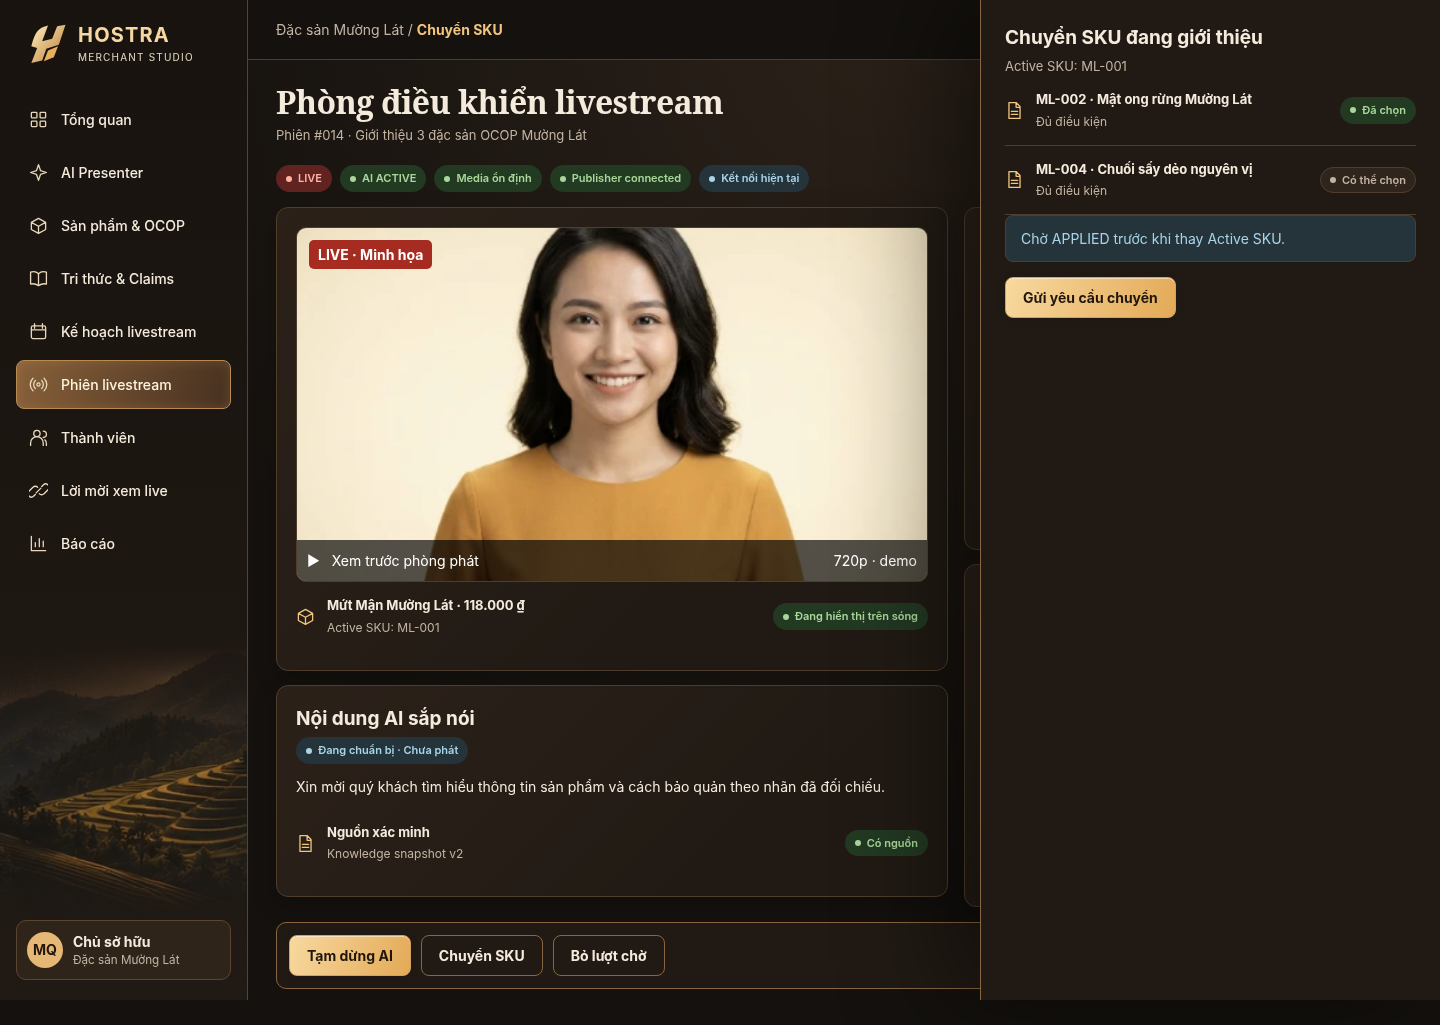 HOSTRA
MERCHANT STUDIO
Tổng quan
AI Presenter
Sản phẩm & OCOP
Tri thức & Claims
Kế hoạch livestream
Phiên livestream
Thành viên
Lời mời xem live
Báo cáo
MQ
Chủ sở hữu
Đặc sản Mường Lát
Đặc sản Mường Lát / Chuyển SKU
Phòng điều khiển livestream
Phiên #014 · Giới thiệu 3 đặc sản OCOP Mường Lát
LIVE
AI ACTIVE
Media ổn định
Publisher connected
Kết nối hiện tại
LIVE · Minh họa
Xem trước phòng phát
720p · demo
Mứt Mận Mường Lát · 118.000 ₫
Active SKU: ML-001
Đang hiển thị trên sóng
Nội dung AI sắp nói
Đang chuẩn bị · Chưa phát
Xin mời quý khách tìm hiểu thông tin sản phẩm và cách bảo quản theo nhãn đã đối chiếu.
Nguồn xác minh
Knowledge snapshot v2
Có nguồn
Tạm dừng AI
Chuyển SKU
Bỏ lượt chờ
Chuyển SKU đang giới thiệu
Active SKU: ML-001
ML-002 · Mật ong rừng Mường Lát
Đủ điều kiện
Đã chọn
ML-004 · Chuối sấy dẻo nguyên vị
Đủ điều kiện
Có thể chọn
Chờ APPLIED trước khi thay Active SKU.
Gửi yêu cầu chuyển